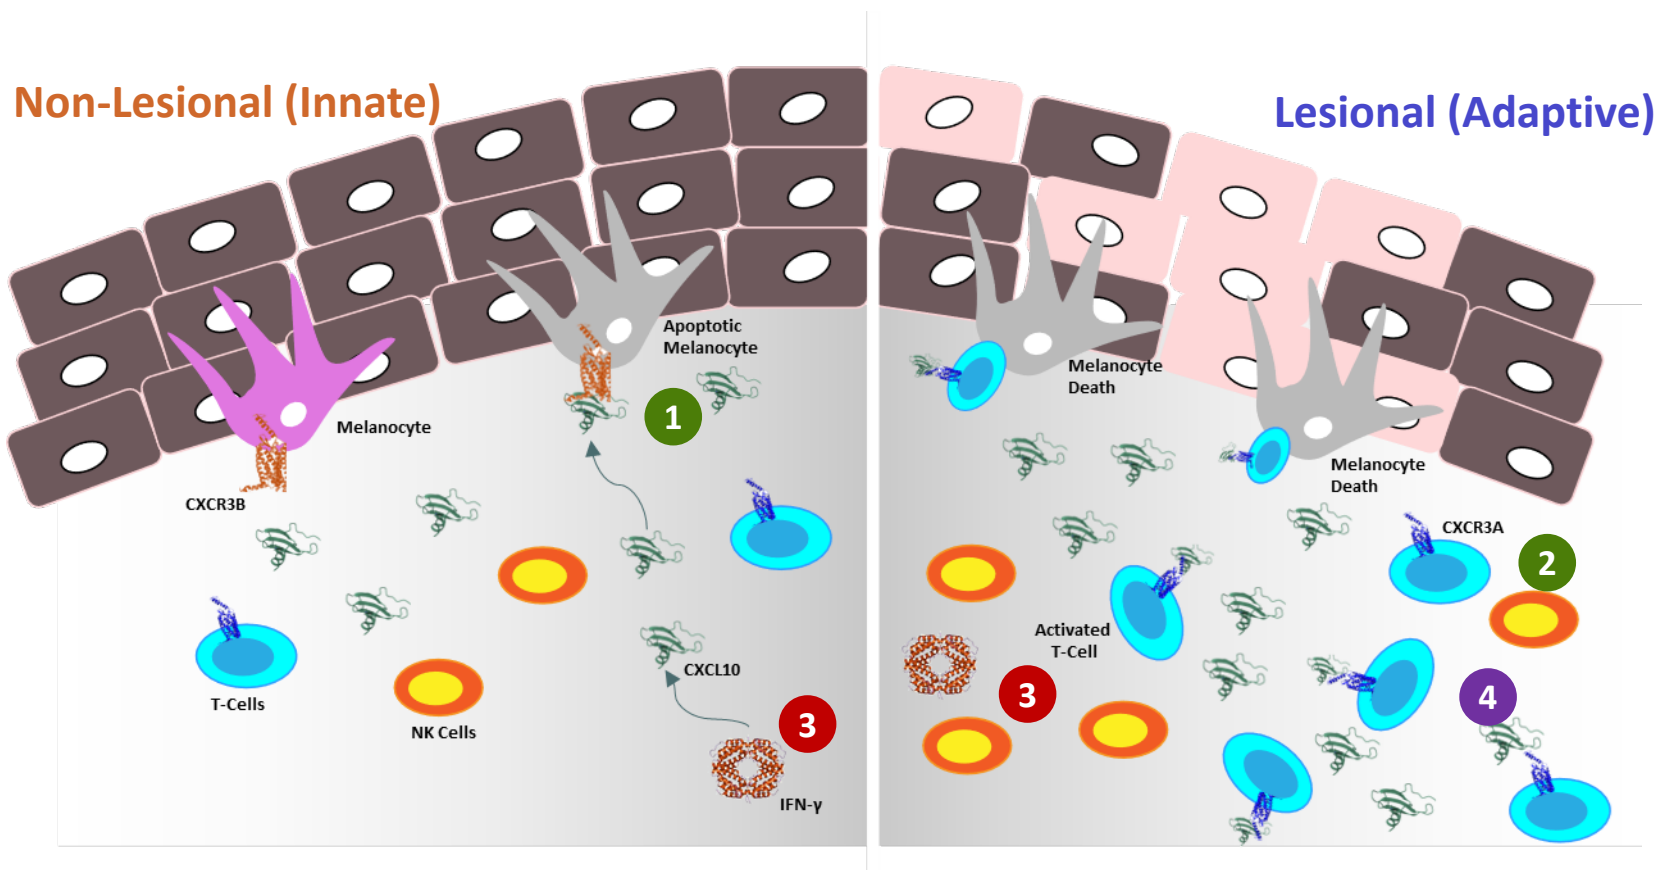 Non-Lesional (Innate)
Lesional (Adaptive)
Apoptotic
Melanocyte
1
Melanocyte
CXCR3B
T-Cells
NK Cells
CXCL10
3
IFN-γ
Melanocyte
Death
Melanocyte
Death
CXCR3A
2
Activated
T-Cell
3
4